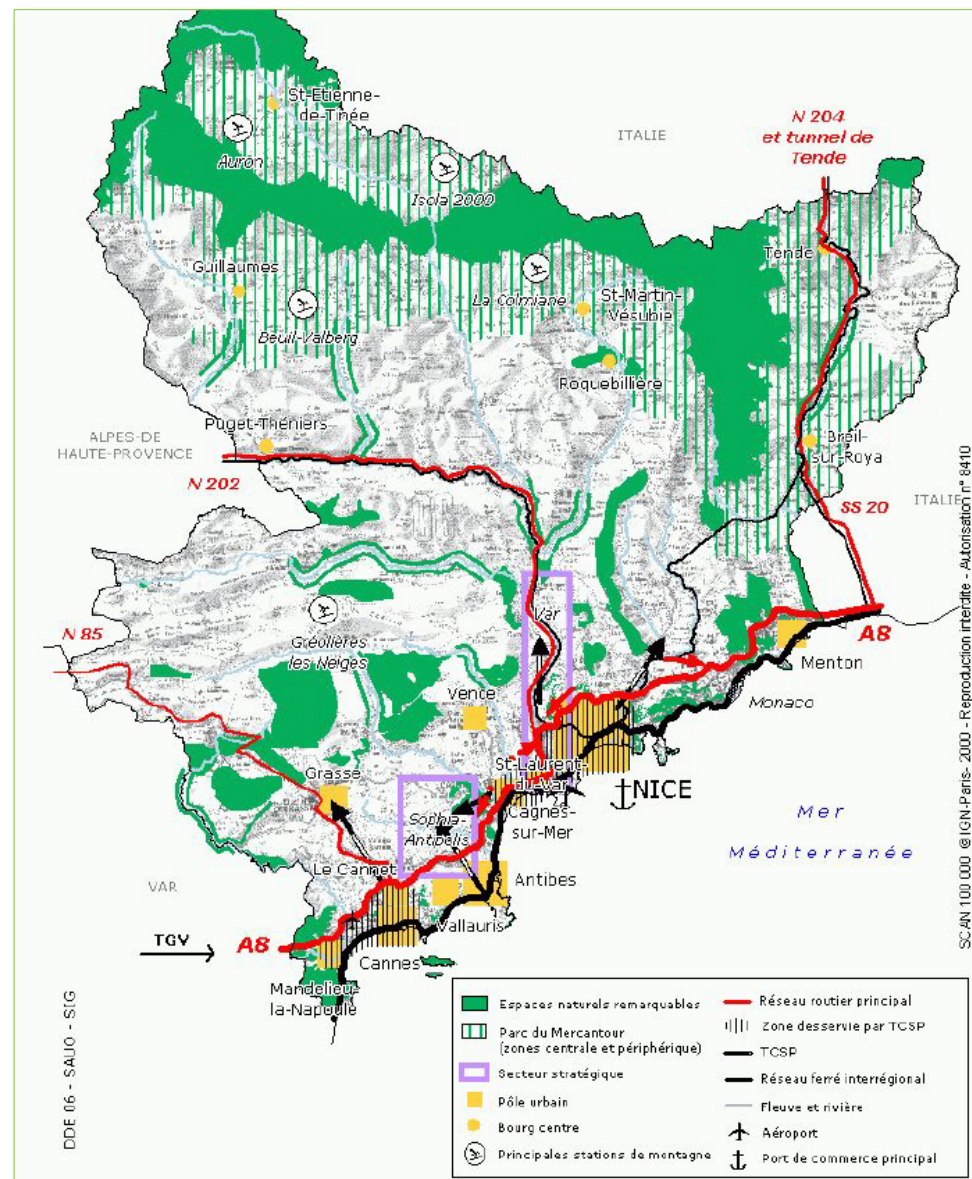 N 204
et tunnel de
Tende
ITALIE
St-Etienne-
de-Tinée
Auron
Isola 2000
Tende
Guillaumes
La Colmiane
St-Martin-
Vésubie
Beuil-Valberg
Roquebillière
Puget-Théniers
ALPES-DE
HAUTE-PROVENCE
Breil-
sur-Roya
N 202
SS 20
ITALIE
Var
N 85
Gréolières
les Neiges
A8
Menton
Vence
Monaco
St-Laurent-
du-Var
Grasse
NICE
Cagnes-
sur-Mer
Sophia-
Antipolis
Mer
Méditerranée
Le Cannet
Antibes
VAR
Vallauris
TGV
A8
Cannes
Mandelieu-
la-Napoule
DDE 06 - SAUO - SIG
SCAN 100 000 @IGN-Paris- 2000 - Reproduction interdite - Autorisation n° 8410
Espaces naturels remarquables
Parc du Mercantour
(zones centrale et périphérique)
Secteur stratégique
Pôle urbain
Bourg centre
Principales stations de montagne
Réseau routier principal
Zone desservie par TCSP
TCSP
Réseau ferré interrégional
Fleuve et rivière
Aéroport
Port de commerce principal